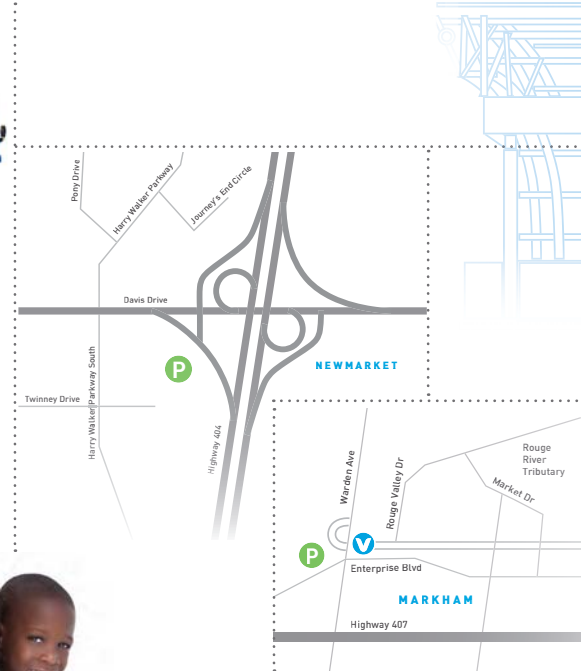 Pony Drive
Harry Walker Parkway
Journey's End Circle
Davis Drive
P
NEWMARKET
Harry Walker Parkway South
Twinney Drive
Highway 404
Warden Ave
Rouge Valley Dr
Rouge
River
Tributary
Market Dr
P
V
Enterprise Blvd
MARKHAM
Highway 407